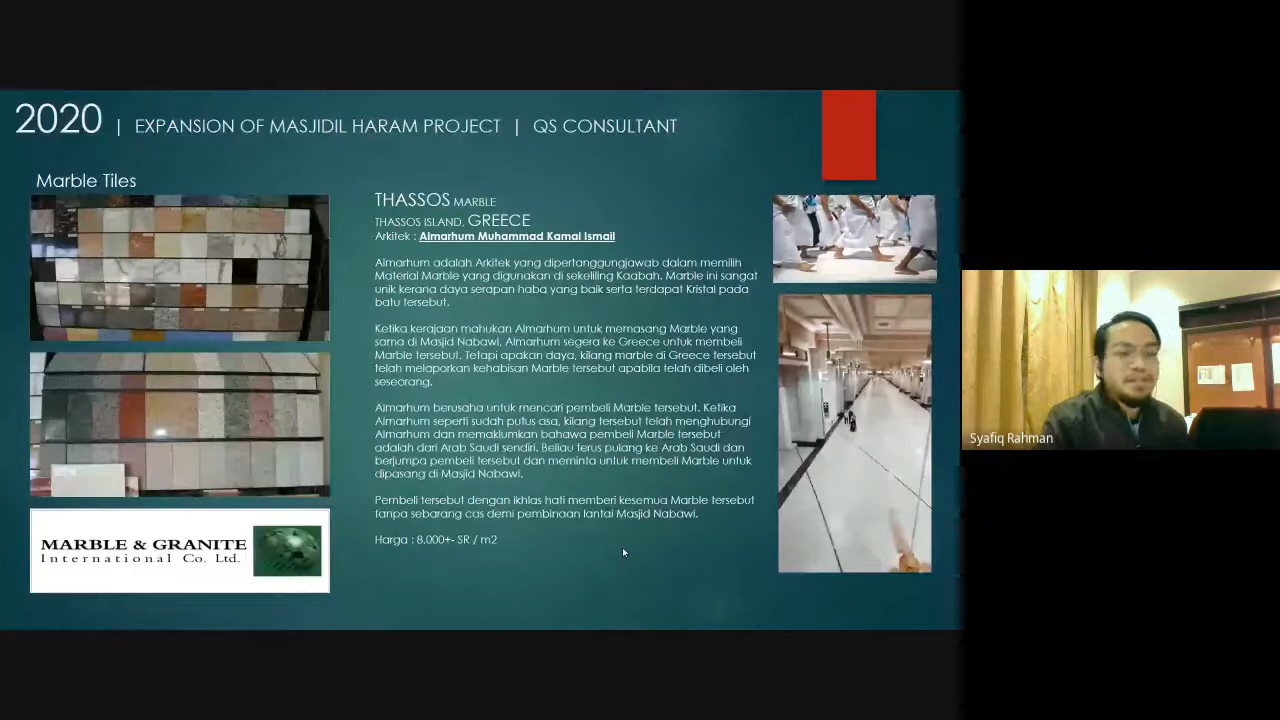 2020 | EXPANSION OF MASJIDIL HARAM PROJECT | QS CONSULTANT
Marble Tiles
THASSOS MARBLE
THASSOS ISLAND, GREECE
Arkitek : Almarhum Muhammad Kamal Ismail
Almarhum adalah Arkitek yang dipertanggungjawab dalam memilih
Material Marble yang digunakan di sekeliling Kaabah. Marble ini sangat
unik kerana daya serapan haba yang baik serta terdapat Kristal pada
batu tersebut.
Ketika kerajaan mahukan Almarhum untuk memasang Marble yang
sama di Masjid Nabawi, Almarhum segera ke Greece untuk membeli
Marble tersebut. Tetapi apakan daya, kilang marble di Greece tersebut
telah melaporkan kehabisan Marble tersebut apabila telah dibeli oleh
seseorang.
Almarhum berusaha untuk mencari pembeli Marble tersebut. Ketika
Almarhum seperti sudah putus asa, kilang tersebut telah menghubungi
Almarhum dan memaklumkan bahawa pembeli Marble tersebut
adalah dari Arab Saudi sendiri. Beliau terus pulang ke Arab Saudi dan
berjumpa pembeli tersebut dan meminta untuk membeli Marble untuk
dipasang di Masjid Nabawi.
Pembeli tersebut dengan ikhlas hati memberi kesemua Marble tersebut
tanpa sebarang cas demi pembinaan lantai Masjid Nabawi.
Harga : 8,000+- SR / m2
MARBLE & GRANITE
International Co. Ltd.
Syafiq Rahman